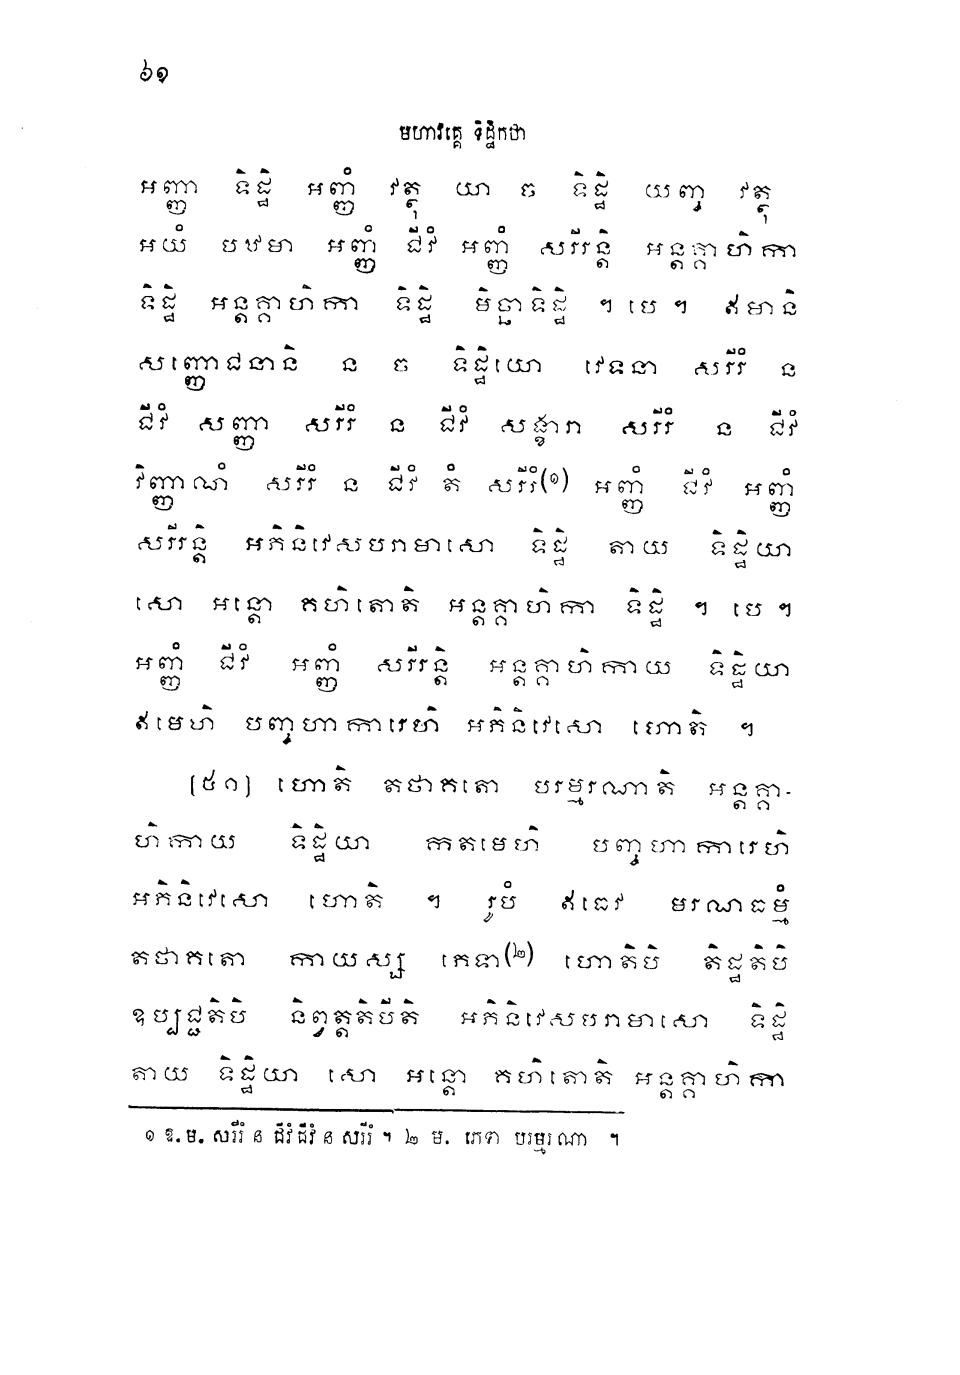 ៦១
មហាវគ្គេ ទិដ្ឋិកថា
អញ្ញា ទិដ្ឋិ អញ្ញំ វត្ថុ យា ច ទិដ្ឋិ យញ្ច វត្ថុ
អយំ បឋមា អញ្ញំ ជីវំ អញ្ញំ សរីរន្តិ អន្តគ្គាហិកា
ទិដ្ឋិ អន្តគ្គាហិកា ទិដ្ឋិ មិច្ឆាទិដ្ឋិ ។ បេ ។ ឥមានិ
សញ្ញោជនានិ ន ច ទិដ្ឋិយោ វេទនា សរីរំ ន
ជីវំ សញ្ញា សរីរំ ន ជីវំ សង្ខារា សរីរំ ន ជីវំ
វិញ្ញាណំ សរីរំ ន ជីវំ តំ សរីរំ(១) អញ្ញំ ជីវំ អញ្ញំ
សរីរន្តិ អភិនិវេសបរាមាសោ ទិដ្ឋិ តាយ ទិដ្ឋិយា
សោ អន្តោ គហិតោតិ អន្តគ្គាហិកា ទិដ្ឋិ ។ បេ ។
អញ្ញំ ជីវំ អញ្ញំ សរីរន្តិ អន្តគ្គាហិកាយ ទិដ្ឋិយា
ឥមេហិ បញ្ចហាការេហិ អភិនិវេសោ ហោតិ ។
[៥០] ហោតិ តថាគតោ បរម្មរណាតិ អន្តគ្គា-
ហិកាយ ទិដ្ឋិយា កតមេហិ បញ្ចហាការេហិ
អភិនិវេសោ ហោតិ ។ រូបំ ឥធេវ មរណធម្មំ
តថាគតោ កាយស្ស ភេទា(២) ហោតិបិ តិដ្ឋតិបិ
ឧប្បជ្ជតិបិ និព្វត្តតិបីតិ អភិនិវេសបរាមាសោ ទិដ្ឋិ
តាយ ទិដ្ឋិយា សោ អន្តោ គហិតោតិ អន្តគ្គាហិកា
១ ឱ. ម. សរីរំ ន ជីវំ ជីវំ ន សរីរំ ។ ២ ម. ភេទា បរម្មរណា ។